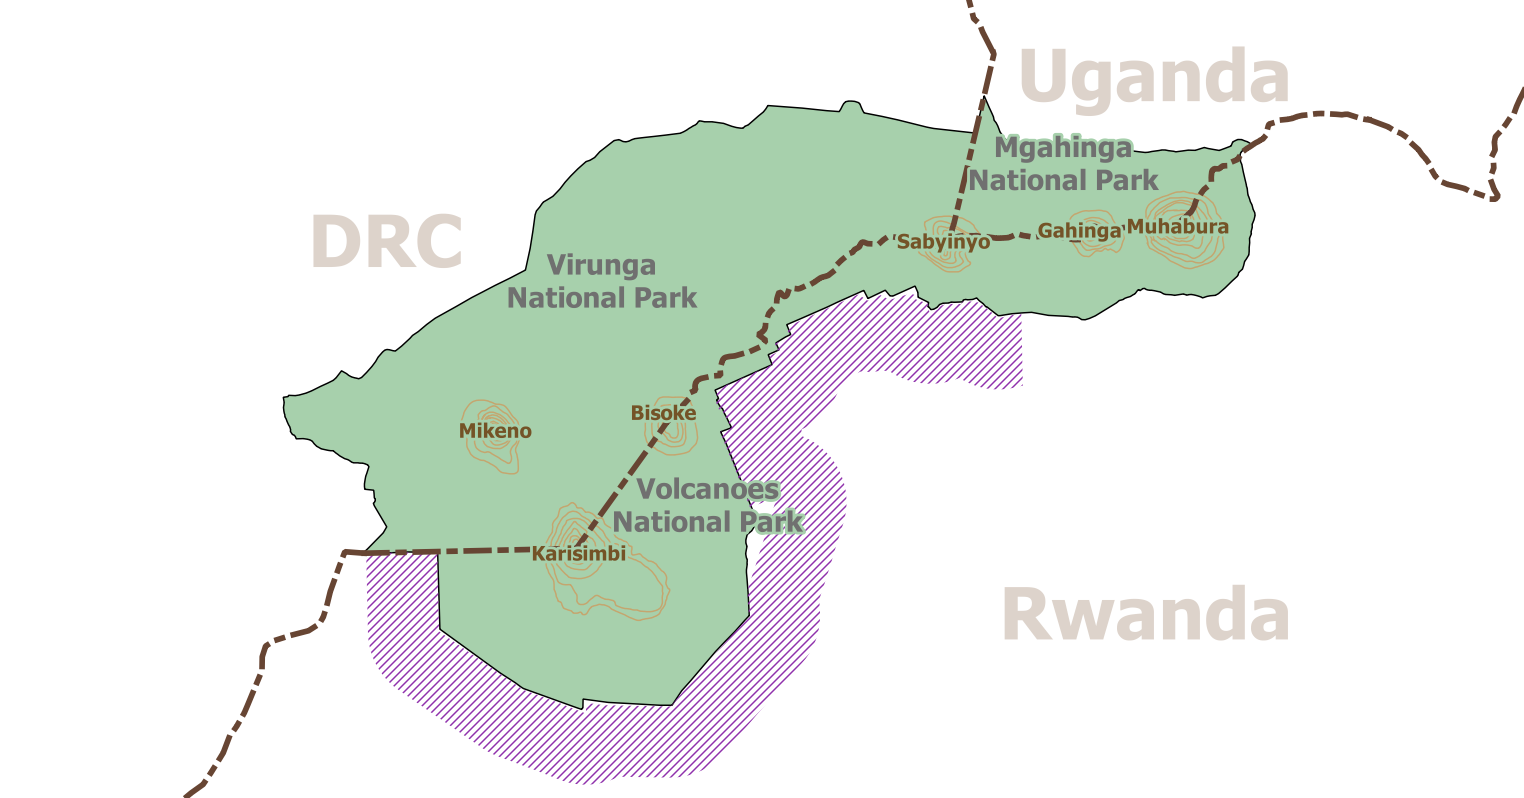 Uganda
Mgahinga
National Park
DRC
Sabyinyo
Gahinga
Muhabura
Virunga
National Park
Bisoke
Mikeno
Volcanoes
National Park
Karisimbi
Rwanda